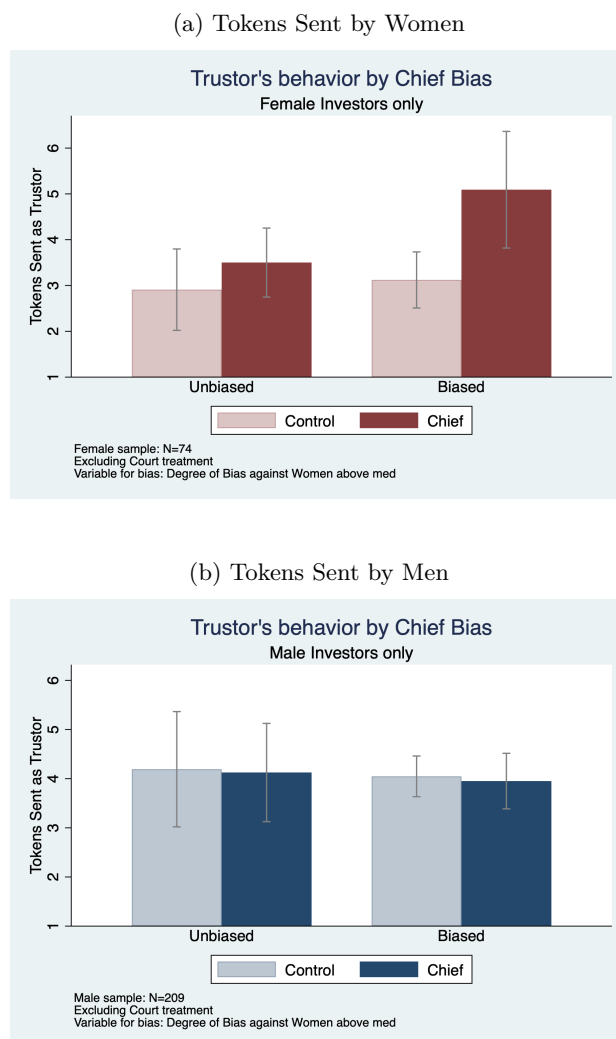 (a) Tokens Sent by Women
Trustor's behavior by Chief Bias
Female Investors only
Tokens Sent as Trustor
6
5
4
3
2
1
Unbiased Biased
Control Chief
Female sample: N=74
Excluding Court treatment
Variable for bias: Degree of Bias against Women above med
(b) Tokens Sent by Men
Trustor's behavior by Chief Bias
Male Investors only
Tokens Sent as Trustor
6
5
4
3
2
1
Unbiased Biased
Control Chief
Male sample: N=209
Excluding Court treatment
Variable for bias: Degree of Bias against Women above med